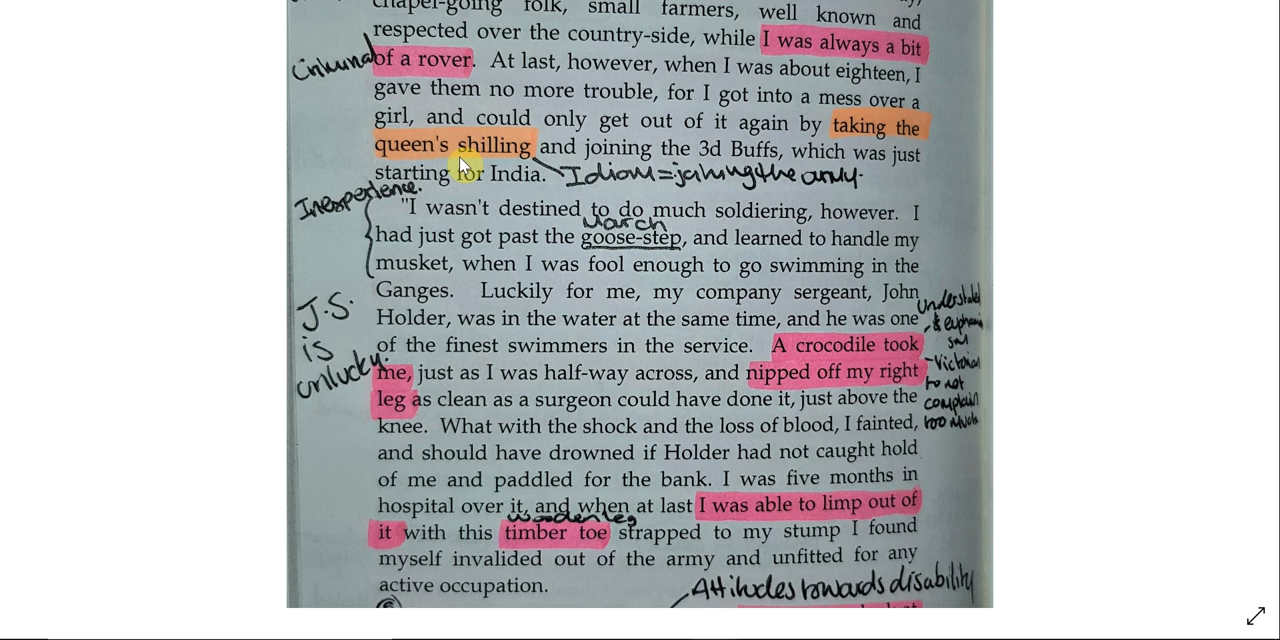 chapel-going folk, small farmers, well known and
respected over the country-side, while I was always a bit
Criminal
of a rover. At last, however, when I was about eighteen, I
gave them no more trouble, for I got into a mess over a
girl, and could only get out of it again by taking the
queen's shilling and joining the 3d Buffs, which was just
starting for India.
Idiom=joining the army.
Inexperience.
"I wasn't destined to do much soldiering, however. I
March
had just got past the goose-step, and learned to handle my
musket, when I was fool enough to go swimming in the
Ganges. Luckily for me, my company sergeant, John
Holder, was in the water at the same time, and he was one
of the finest swimmers in the service. A crocodile took
me, just as I was half-way across, and nipped off my right
leg as clean as a surgeon could have done it, just above the
knee. What with the shock and the loss of blood, I fainted,
and should have drowned if Holder had not caught hold
of me and paddled for the bank. I was five months in
hospital over it, and when at last I was able to limp out of
wooden leg
it with this timber toe strapped to my stump I found
myself invalided out of the army and unfitted for any
active occupation.
J.S.
is
unlucky.
understated
& euphemi
sm
-Victorian
to not
complain
too much
Attitudes towards disability